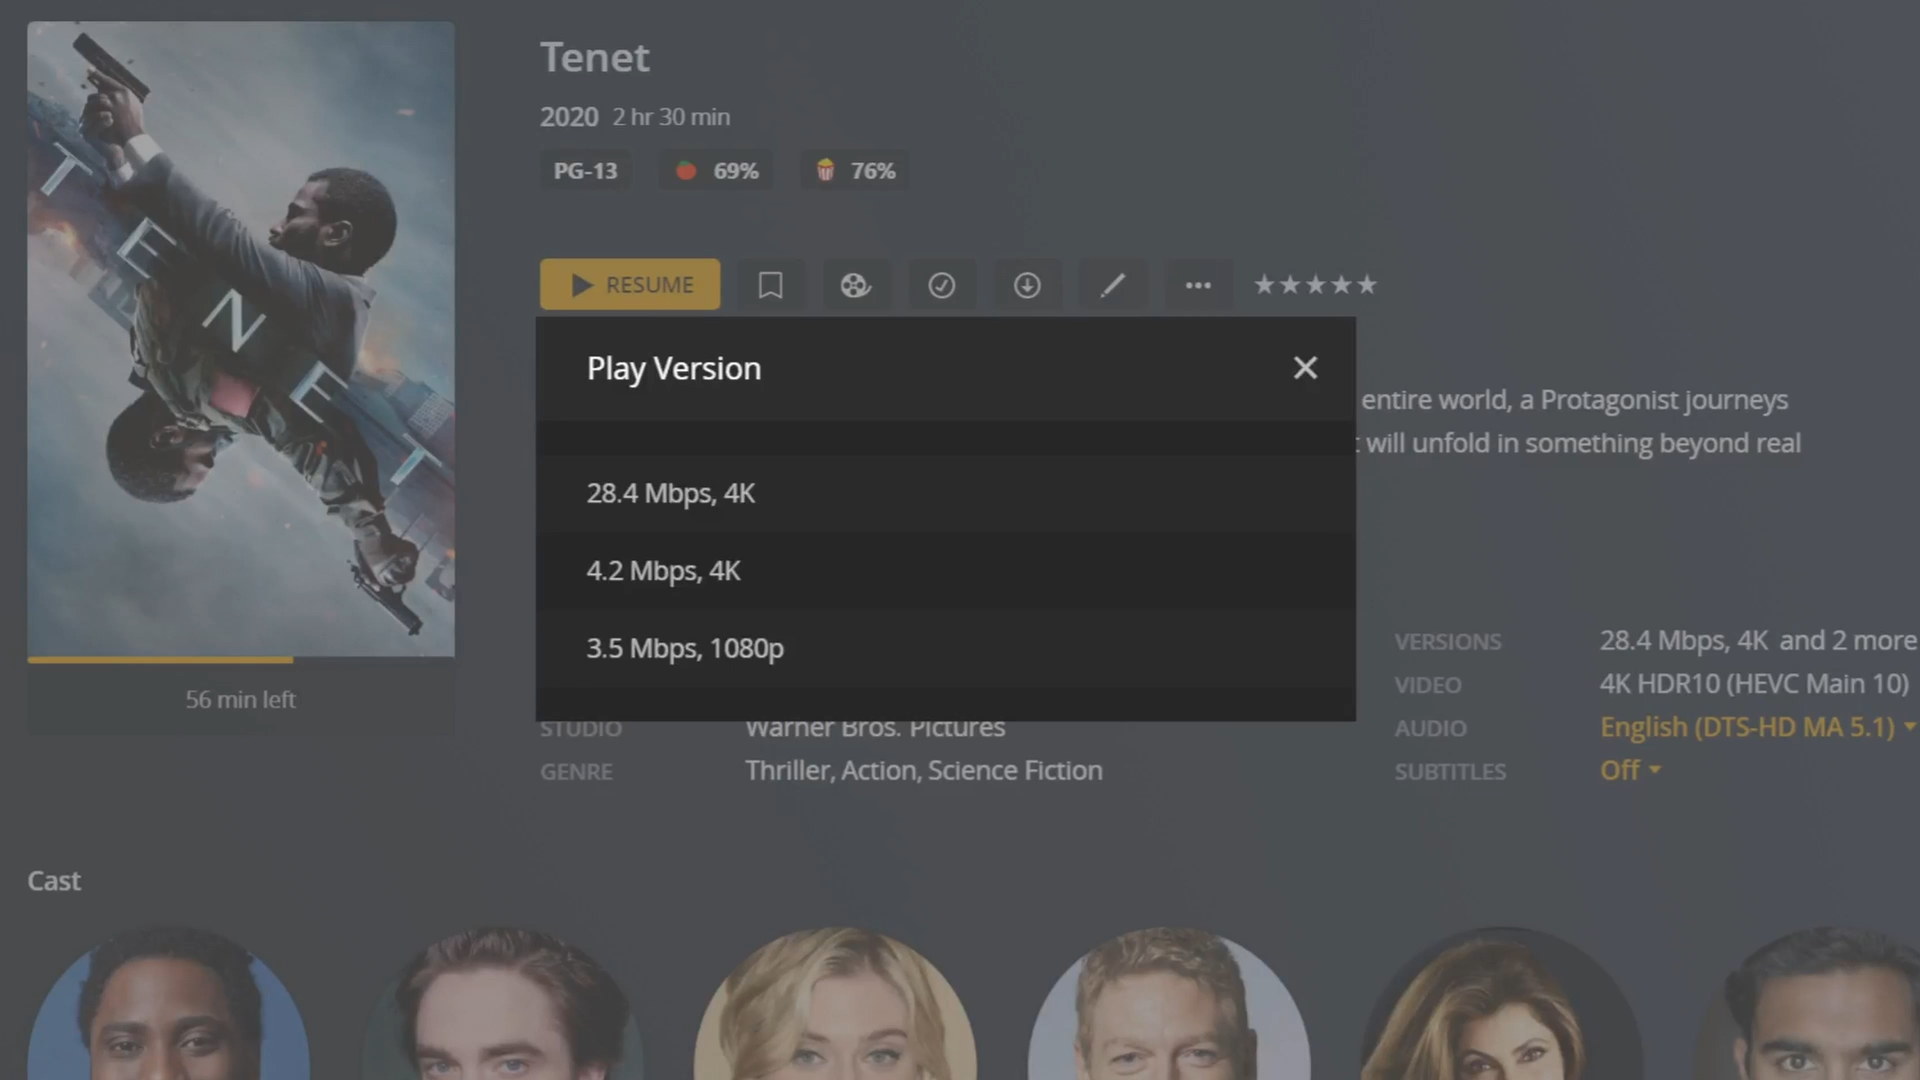 TENET
Tenet
2020 2 hr 30 min
PG-13 69% 76%
RESUME
Play Version
28.4 Mbps, 4K
4.2 Mbps, 4K
3.5 Mbps, 1080p
entire world, a Protagonist journeys
will unfold in something beyond real
56 min left
STUDIO Warner Bros. Pictures
GENRE Thriller, Action, Science Fiction
VERSIONS 28.4 Mbps, 4K and 2 more
VIDEO 4K HDR10 (HEVC Main 10)
AUDIO English (DTS-HD MA 5.1)
SUBTITLES Off
Cast